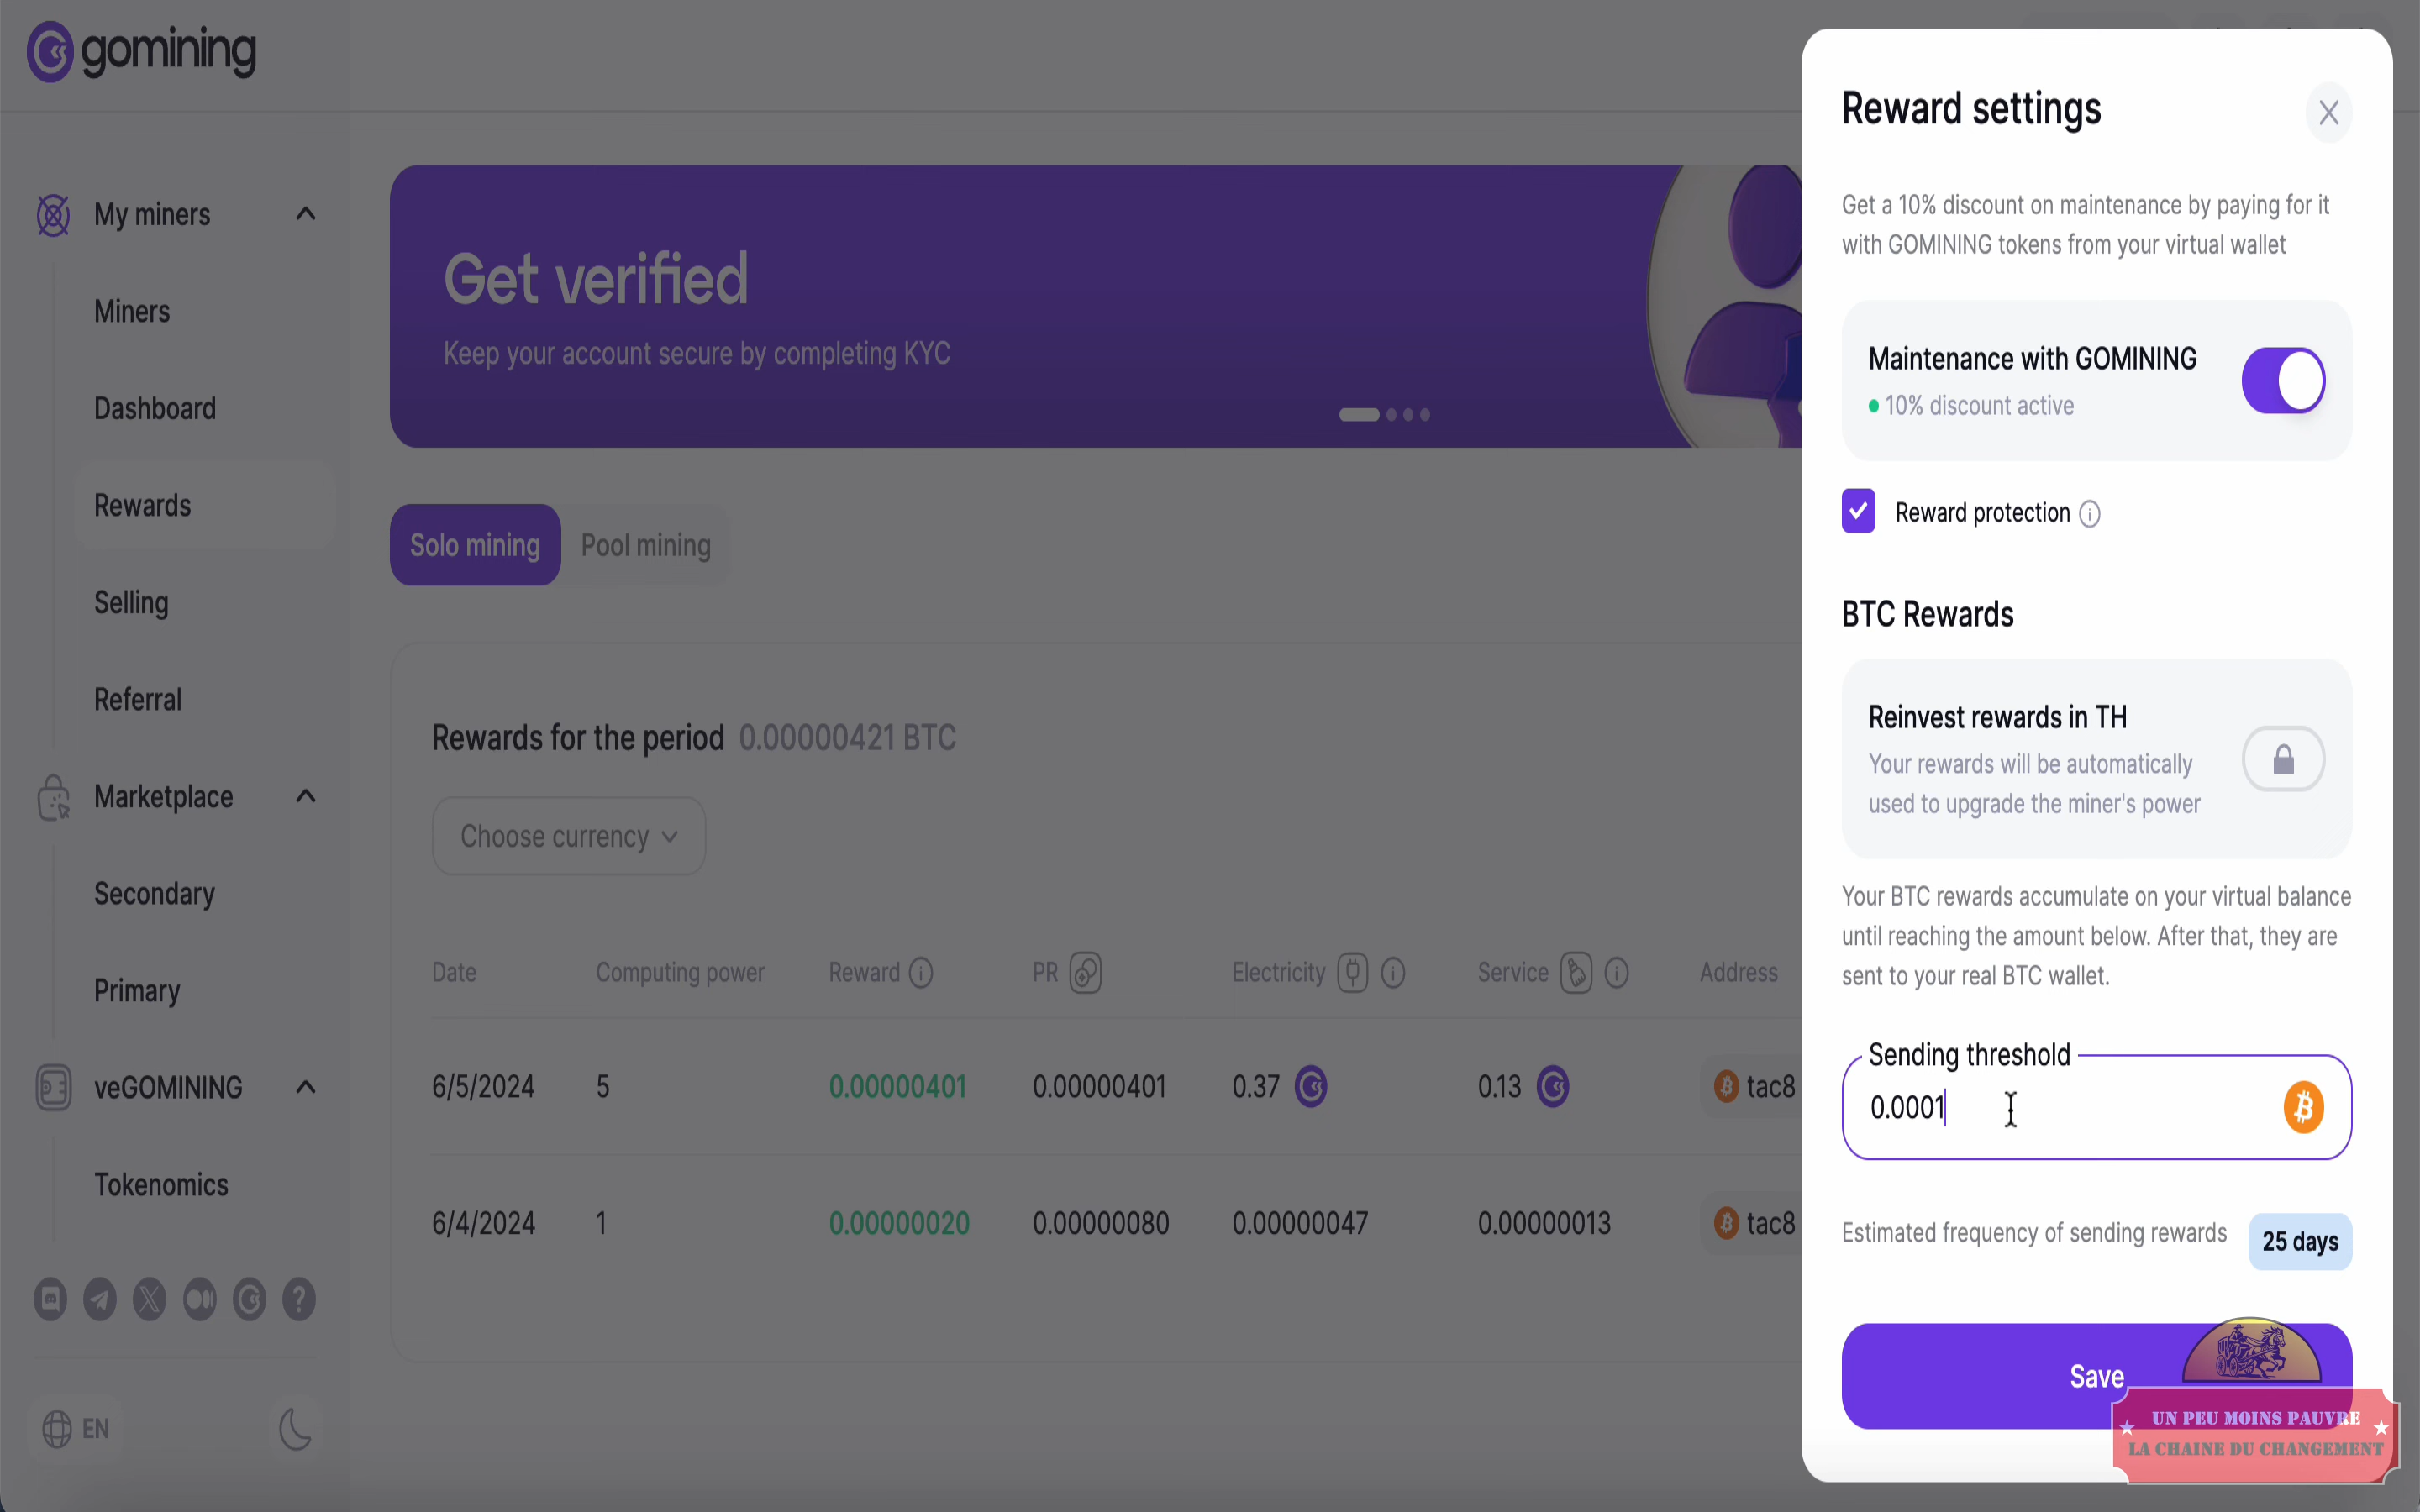 gomining
My miners
Miners
Dashboard
Rewards
Selling
Referral
Marketplace
Secondary
Primary
veGOMINING
Tokenomics
EN
Get verified
Keep your account secure by completing KYC
Solo mining Pool mining
Rewards for the period 0.00000421 BTC
Choose currency
Date Computing power Reward PR Electricity Service Address
6/5/2024 5 0.00000401 0.00000401 0.37 0.13 tac8
6/4/2024 1 0.00000020 0.00000080 0.00000047 0.00000013 tac8
Reward settings
Get a 10% discount on maintenance by paying for it
with GOMINING tokens from your virtual wallet
Maintenance with GOMINING
10% discount active
Reward protection
BTC Rewards
Reinvest rewards in TH
Your rewards will be automatically
used to upgrade the miner's power
Your BTC rewards accumulate on your virtual balance
until reaching the amount below. After that, they are
sent to your real BTC wallet.
Sending threshold
0.0001
Estimated frequency of sending rewards 25 days
Save
UN PEU MOINS PAUVRE
LA CHAINE DU CHANGEMENT